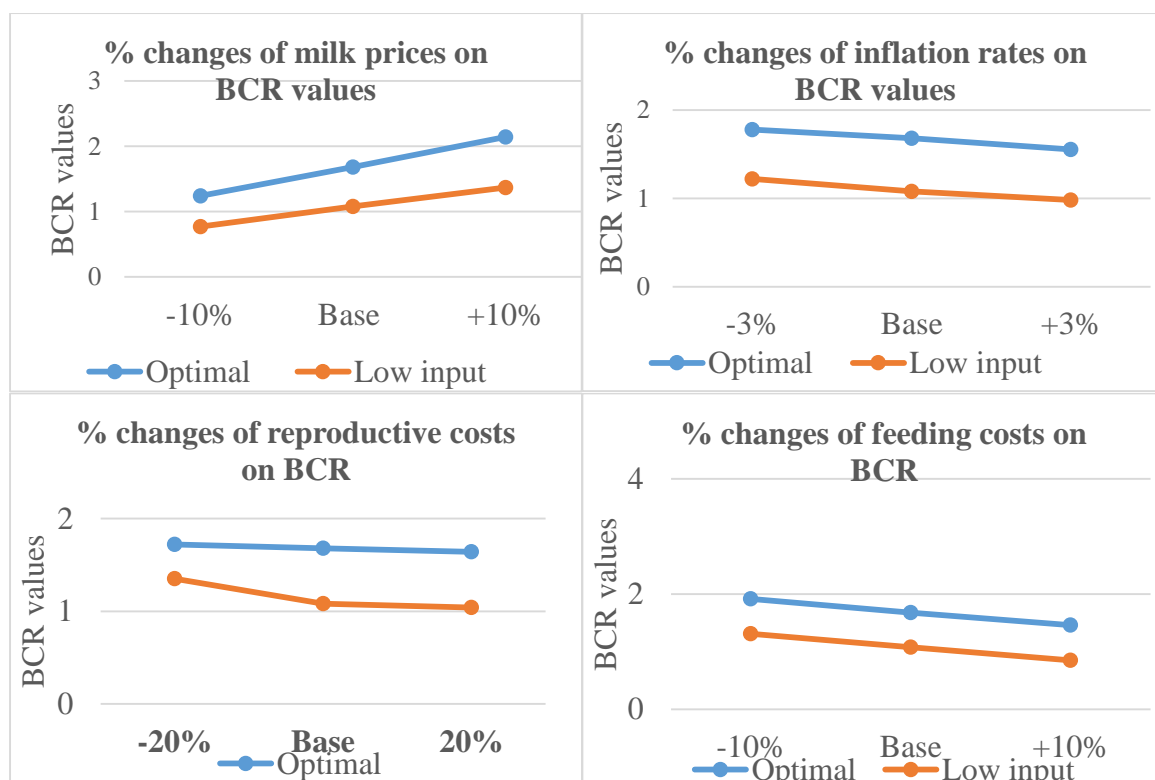 % changes of milk prices on
BCR values
3
2
1
0
BCR values
-10% Base +10%
Optimal Low input
% changes of inflation rates on
BCR values
2
1
0
BCR values
-3% Base +3%
Optimal Low input
% changes of reproductive costs
on BCR
2
1
0
BCR values
-20% Base 20%
Optimal
% changes of feeding costs on
BCR
4
2
0
BCR values
-10% Base +10%
Optimal Low input